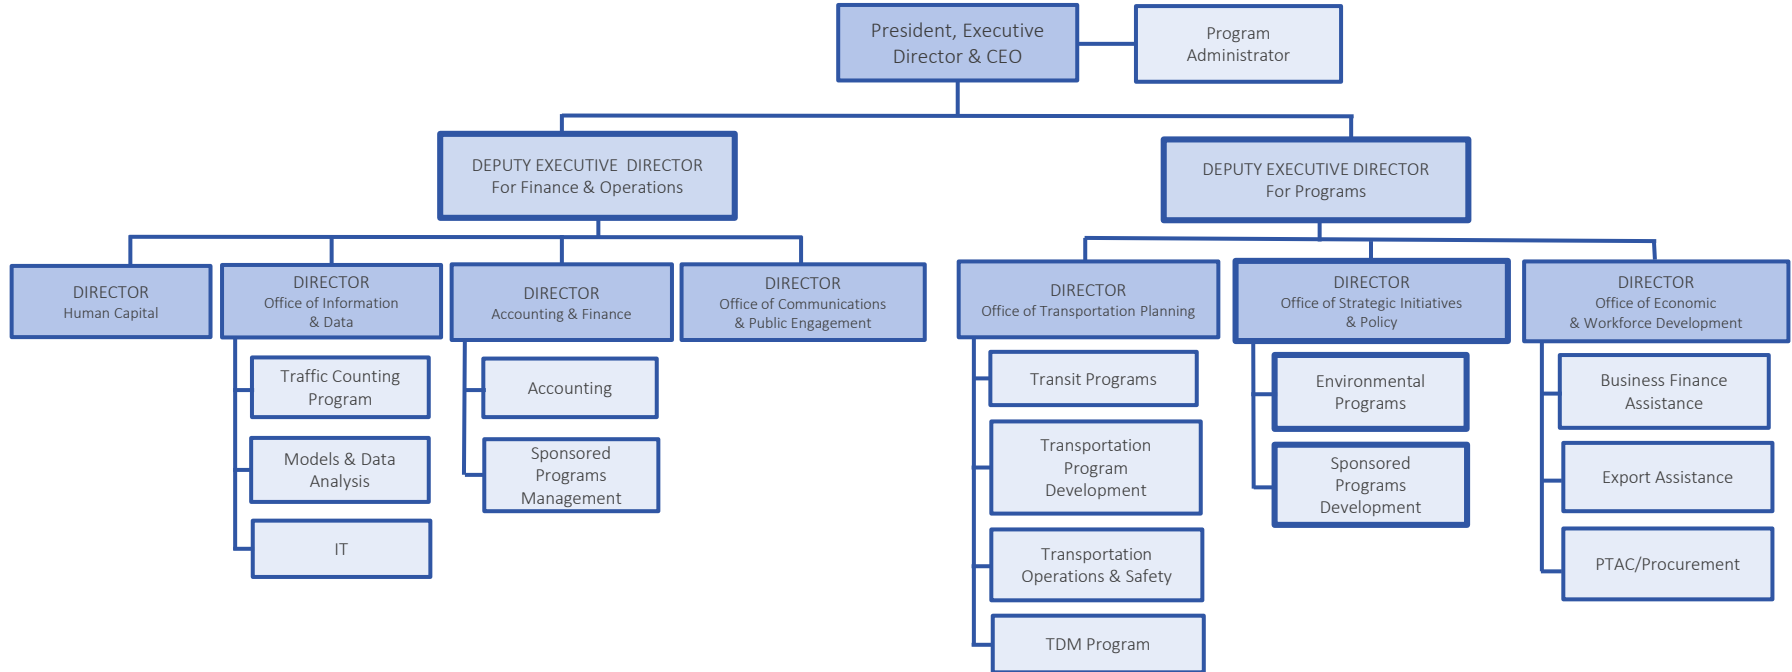 President, Executive
Director & CEO
Program
Administrator
DEPUTY EXECUTIVE DIRECTOR
For Finance & Operations
DEPUTY EXECUTIVE DIRECTOR
For Programs
DIRECTOR
Human Capital
DIRECTOR
Office of Information
& Data
DIRECTOR
Accounting & Finance
DIRECTOR
Office of Communications
& Public Engagement
DIRECTOR
Office of Transportation Planning
DIRECTOR
Office of Strategic Initiatives
& Policy
DIRECTOR
Office of Economic
& Workforce Development
Traffic Counting
Program
Models & Data
Analysis
IT
Accounting
Sponsored
Programs
Management
Transit Programs
Transportation
Program
Development
Transportation
Operations & Safety
TDM Program
Environmental
Programs
Sponsored
Programs
Development
Business Finance
Assistance
Export Assistance
PTAC/Procurement